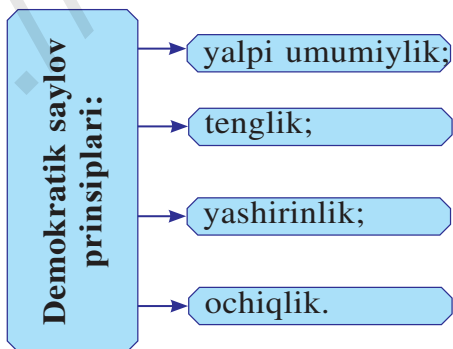 Demokratik saylov
prinsiplari:
yalpi umumiylik;
tenglik;
yashirinlik;
ochiqlik.